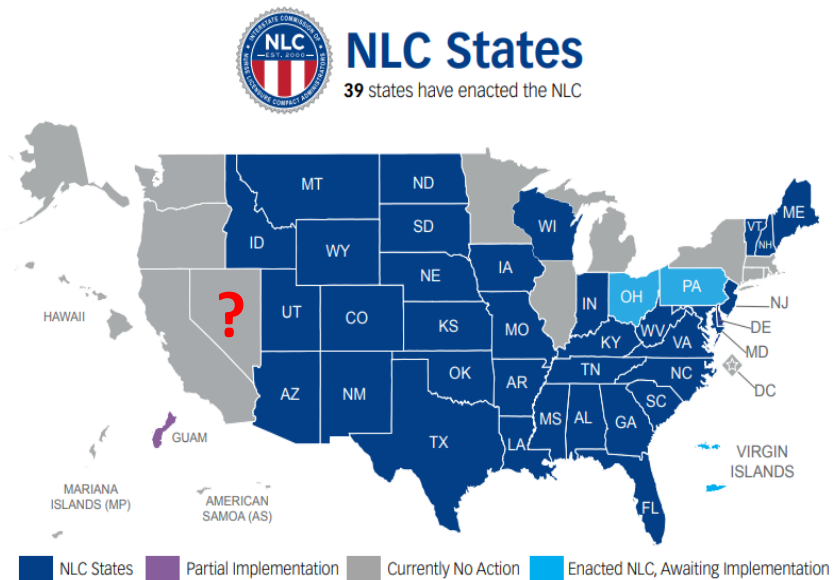 INTERSTATE COMMISSION OF
NLC
EST. 2000
NURSE LICENSURE COMPACT ADMINISTRATORS
NLC States
39 states have enacted the NLC
MT
ND
ME
VT
NH
ID
SD
WI
WY
?
NE
IA
PA
OH
IN
NJ
HAWAII
UT
CO
KS
MO
WV
VA
DE
KY
MD
TN
NC
DC
AZ
NM
OK
AR
SC
GUAM
TX
MS
AL
GA
LA
VIRGIN
ISLANDS
MARIANA
ISLANDS (MP)
AMERICAN
SAMOA (AS)
FL
NLC States
Partial Implementation
Currently No Action
Enacted NLC, Awaiting Implementation